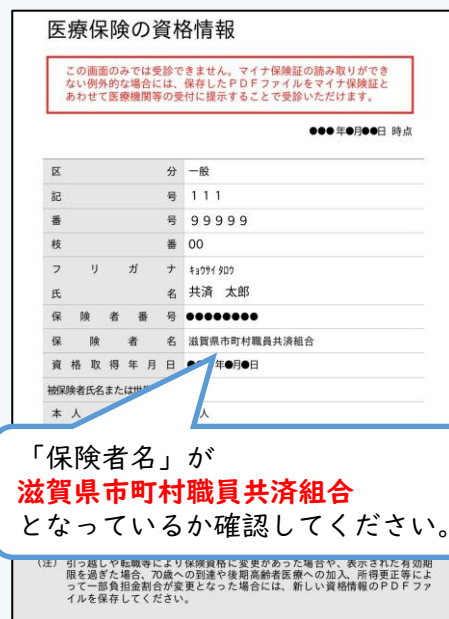 医療保険の資格情報
この画面のみでは受診できません。マイナ保険証の読み取りができ
ない例外的な場合には、保存したPDFファイルをマイナ保険証と
あわせて医療機関等の受付に提示することで受診いただけます。
●●●年●月●●日 時点
区分 一般
記号 111
番号 99999
枝番 00
フリガナ キョウサイ タロウ
氏名 共済 太郎
保険者番号 ●●●●●●●●
保険者名 滋賀県市町村職員共済組合
資格取得年月日 ●●年●月●日
被保険者氏名または世
本人 人
「保険者名」が
滋賀県市町村職員共済組合
となっているか確認してください。
(注) 引っ越しや転職等により保険資格に変更があった場合や、表示された有効期
限を過ぎた場合、70歳への到達や後期高齢者医療への加入、所得更正等によ
って一部負担金割合が変更となった場合には、新しい資格情報のPDFファ
イルを保存してください。